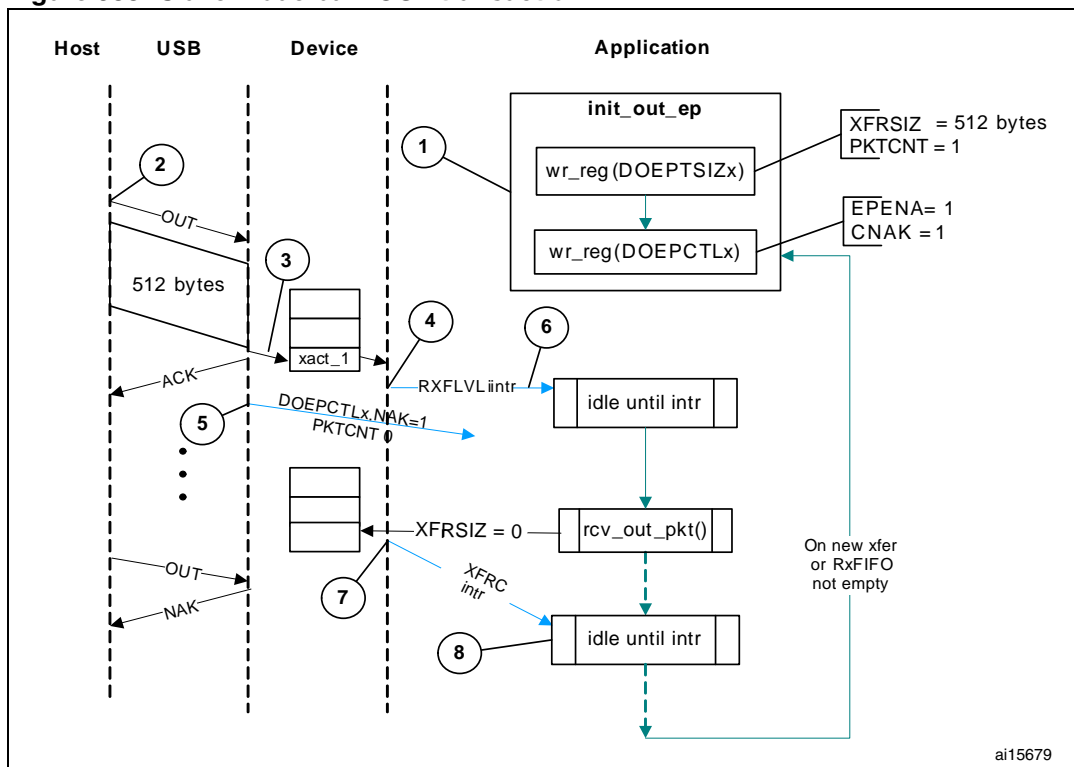 Host
USB
Device
Application
init_out_ep
1
wr_reg(DOEPTSIZx)
XFRSIZ = 512 bytes
PKTCNT = 1
wr_reg(DOEPCTLx)
EPENA= 1
CNAK = 1
2
OUT
512 bytes
3
xact_1
4
6
ACK
RXFLVL iintr
idle until intr
5
DOEPCTLx.NAK=1
PKTCNT 0
XFRSIZ = 0
rcv_out_pkt()
On new xfer
or RxFIFO
not empty
OUT
NAK
7
XFRC
intr
8
idle until intr
ai15679